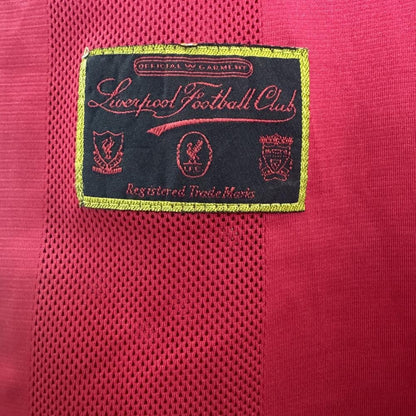 OFFICIAL GARMENT
Liverpool Football Club
L.F.C
Registered Trade Marks